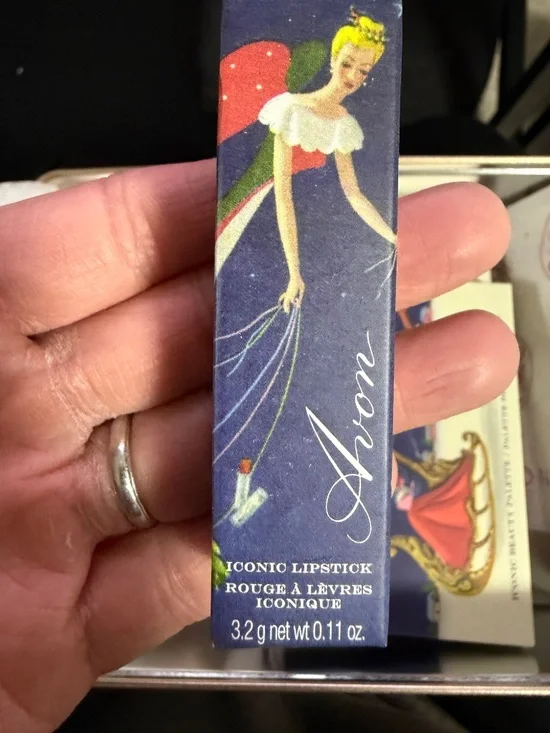 Avon
ICONIC LIPSTICK
ROUGE À LÈVRES
ICONIQUE
3.2 g net wt 0.11 oz.